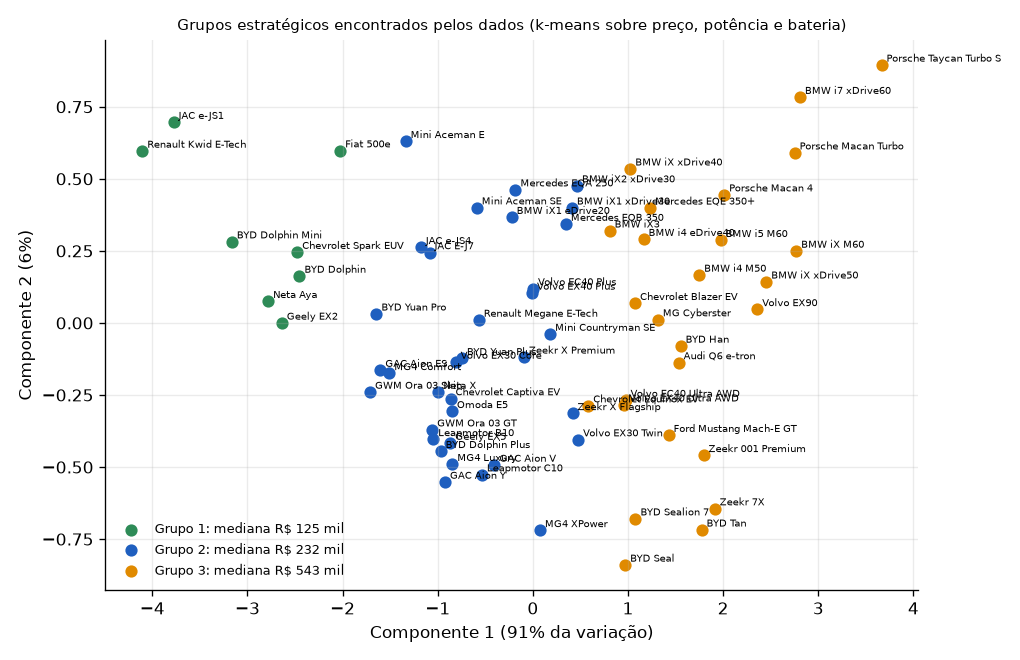 Grupos estratégicos encontrados pelos dados (k-means sobre preço, potência e bateria)
Componente 2 (6%)
0.75
0.50
0.25
0.00
−0.25
−0.50
−0.75
Porsche Taycan Turbo S
BMW i7 xDrive60
JAC e-JS1
Mini Aceman E
Renault Kwid E-Tech
Fiat 500e
Porsche Macan Turbo
BMW iX xDrive40
BMW iX2 xDrive30
Mercedes EQA 250
Porsche Macan 4
Mini Aceman SE
BMW iX1 xDrive30
Mercedes EQE 350+
BMW iX1 eDrive20
Mercedes EQB 350
BMW iX3
BYD Dolphin Mini
BMW i4 eDrive40
BMW i5 M60
JAC e-JS4
JAC E-J7
Chevrolet Spark EUV
BMW iX M60
BYD Dolphin
BMW i4 M50
BMW iX xDrive50
Volvo EC40 Plus
Volvo EX40 Plus
Neta Aya
Chevrolet Blazer EV
Volvo EX90
BYD Yuan Pro
Geely EX2
Renault Megane E-Tech
MG Cyberster
Mini Countryman SE
BYD Han
BYD Yuan Plus
Zeekr X Premium
Volvo EX30 Core
Audi Q6 e-tron
GAC Aion ES
MG4 Comfort
GWM Ora 03 Skin
Neta X
Chevrolet Captiva EV
Volvo EC40 Ultra AWD
Volvo EX40 Ultra AWD
Chevrolet Equinox EV
Omoda E5
Zeekr X Flagship
GWM Ora 03 GT
Leapmotor B10
Geely EX5
Volvo EX30 Twin
Ford Mustang Mach-E GT
BYD Dolphin Plus
Zeekr 001 Premium
MG4 Luxury
GAC Aion V
Leapmotor C10
GAC Aion Y
Zeekr 7X
BYD Sealion 7
MG4 XPower
BYD Tan
BYD Seal
Grupo 1: mediana R$ 125 mil
Grupo 2: mediana R$ 232 mil
Grupo 3: mediana R$ 543 mil
−4
−3
−2
−1
0
1
2
3
4
Componente 1 (91% da variação)